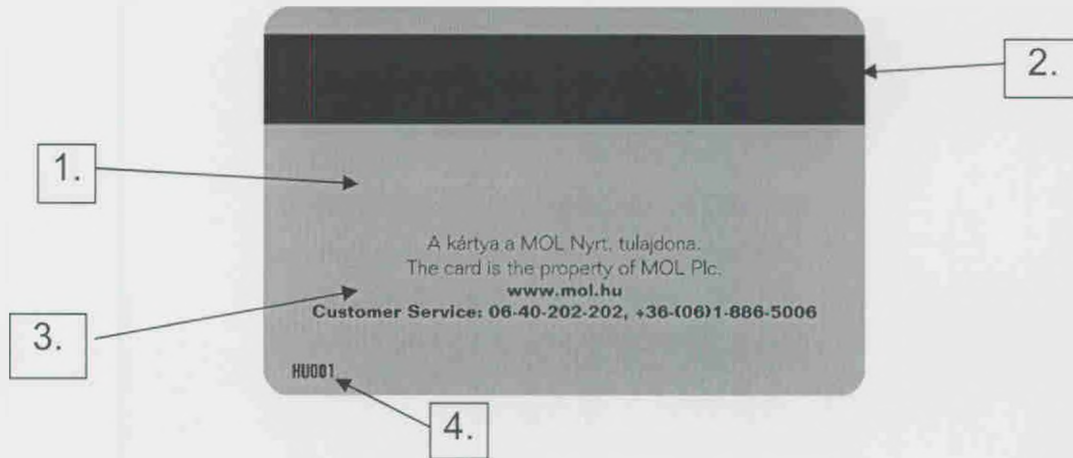 2.
1.
A kártya a MOL Nyrt. tulajdona.
The card is the property of MOL Plc.
www.mol.hu
Customer Service: 06-40-202-202, +36-(06)1-886-5006
3.
HU001
4.